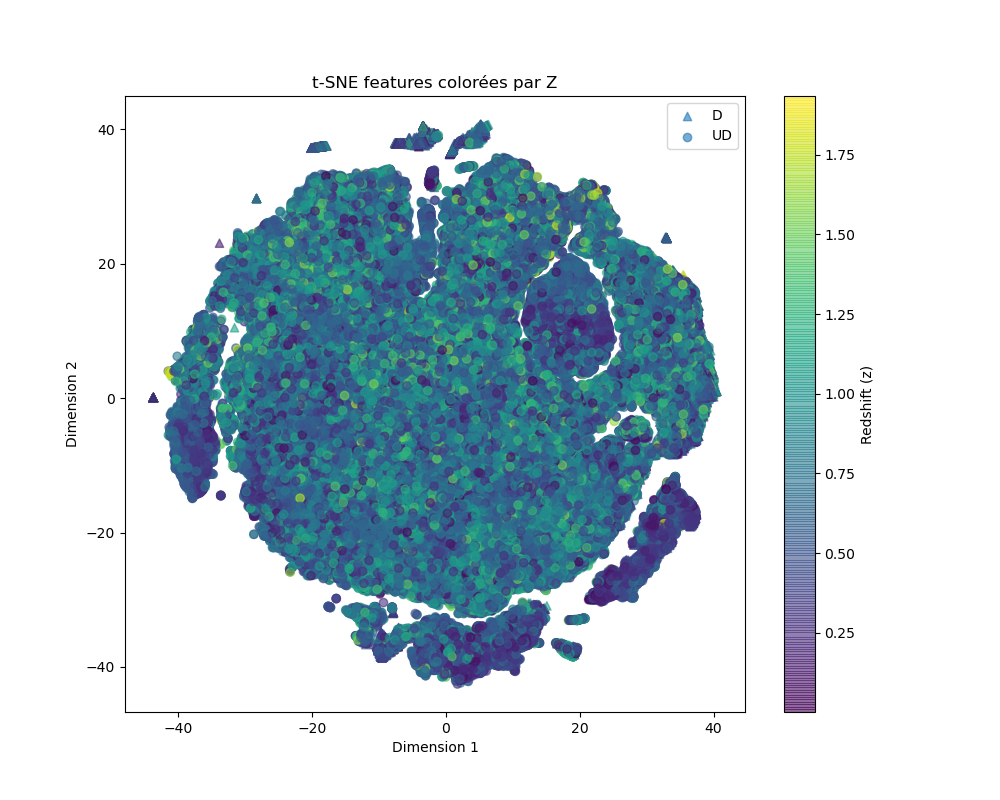 t-SNE features colorées par Z
D
UD
40
20
0
−20
−40
Dimension 2
−40
−20
0
20
40
Dimension 1
1.75
1.50
1.25
1.00
0.75
0.50
0.25
Redshift (z)